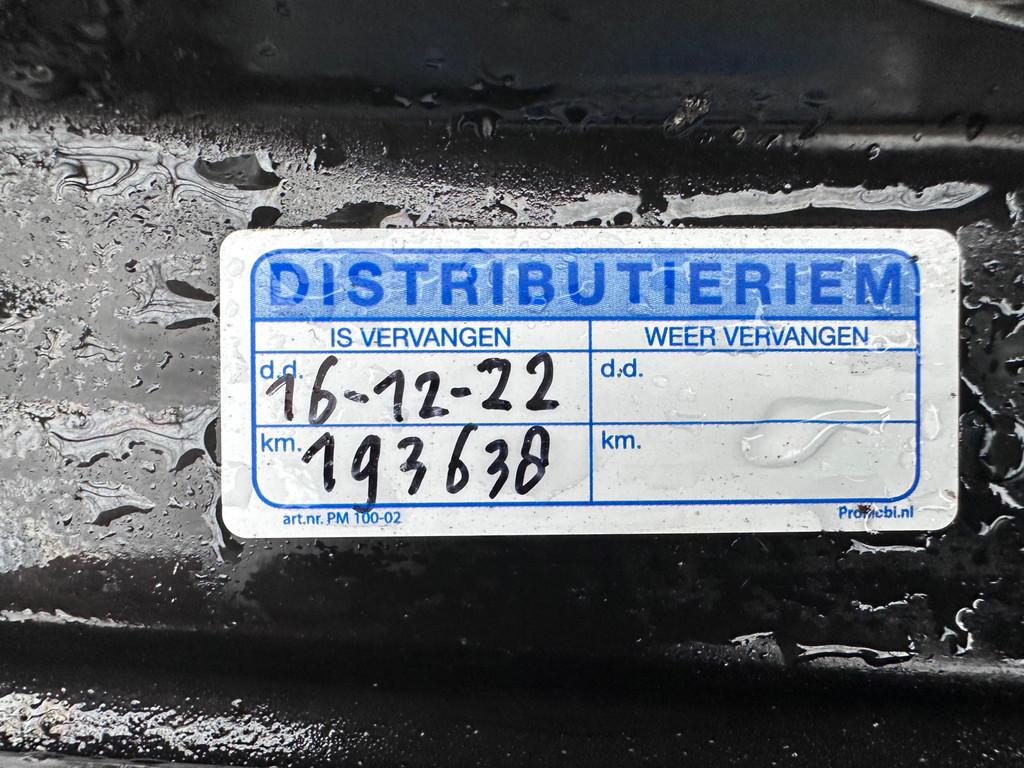 DISTRIBUTIERIEM
IS VERVANGEN WEER VERVANGEN
d.d. 16-12-22 d.d.
km. 193638 km.
art.nr. PM 100-02